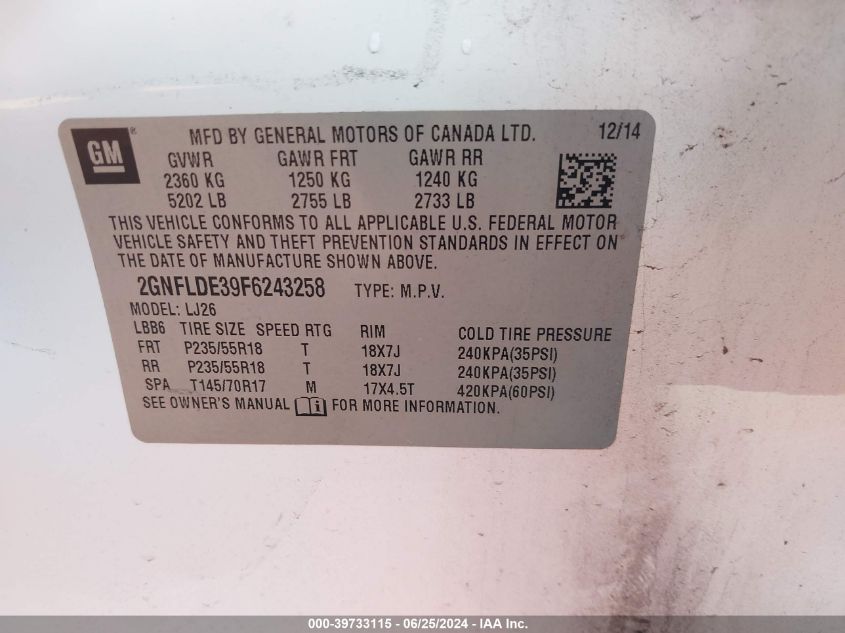 GM ® MFD BY GENERAL MOTORS OF CANADA LTD. 12/14
GVWR GAWR FRT GAWR RR
2360 KG 1250 KG 1240 KG
5202 LB 2755 LB 2733 LB
THIS VEHICLE CONFORMS TO ALL APPLICABLE U.S. FEDERAL MOTOR
VEHICLE SAFETY AND THEFT PREVENTION STANDARDS IN EFFECT ON
THE DATE OF MANUFACTURE SHOWN ABOVE.
2GNFLDE39F6243258 TYPE: M.P.V.
MODEL: LJ26
LBB6 TIRE SIZE SPEED RTG RIM COLD TIRE PRESSURE
FRT P235/55R18 T 18X7J 240KPA(35PSI)
RR P235/55R18 T 18X7J 240KPA(35PSI)
SPA T145/70R17 M 17X4.5T 420KPA(60PSI)
SEE OWNER'S MANUAL i FOR MORE INFORMATION.
000-39733115 - 06/25/2024 - IAA Inc.